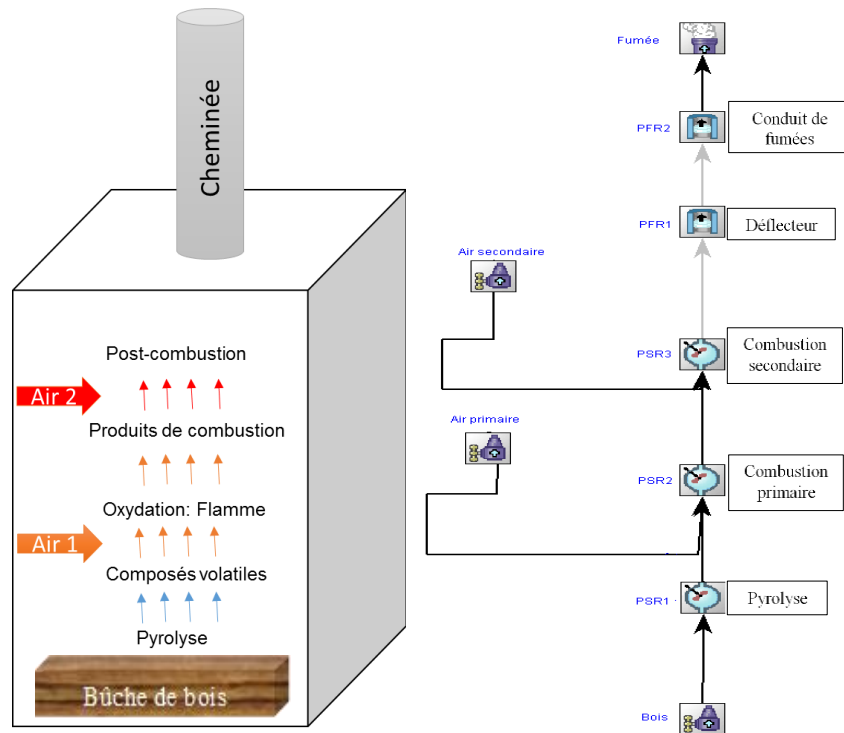 Cheminée
Post-combustion
Air 2
Produits de combustion
Oxydation: Flamme
Air 1
Composés volatiles
Pyrolyse
Bûche de bois
Fumée
PFR2
Conduit de
fumées
PFR1
Déflecteur
Air secondaire
PSR3
Combustion
secondaire
Air primaire
PSR2
Combustion
primaire
PSR1
Pyrolyse
Bois